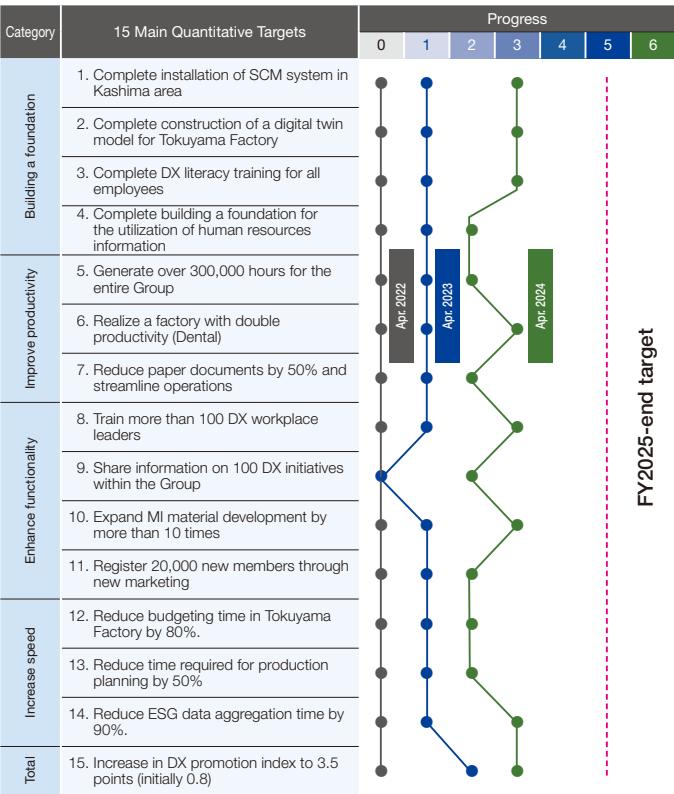 Category
15 Main Quantitative Targets
Progress
0 1 2 3 4 5 6
Building a foundation
1. Complete installation of SCM system in
Kashima area
2. Complete construction of a digital twin
model for Tokuyama Factory
3. Complete DX literacy training for all
employees
4. Complete building a foundation for
the utilization of human resources
information
Improve productivity
5. Generate over 300,000 hours for the
entire Group
6. Realize a factory with double
productivity (Dental)
7. Reduce paper documents by 50% and
streamline operations
Enhance functionality
8. Train more than 100 DX workplace
leaders
9. Share information on 100 DX initiatives
within the Group
10. Expand MI material development by
more than 10 times
11. Register 20,000 new members through
new marketing
Increase speed
12. Reduce budgeting time in Tokuyama
Factory by 80%.
13. Reduce time required for production
planning by 50%
14. Reduce ESG data aggregation time by
90%.
Total
15. Increase in DX promotion index to 3.5
points (initially 0.8)
Apr. 2022
Apr. 2023
Apr. 2024
FY2025-end target